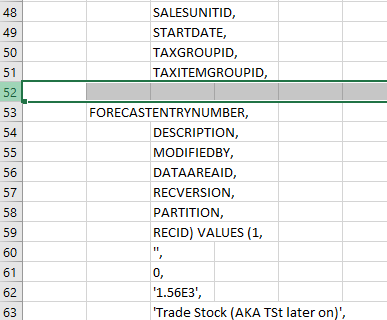 48 SALESUNITID,
49 STARTDATE,
50 TAXGROUPID,
51 TAXITEMGROUPID,
52
53 FORECASTENTRYNUMBER,
54 DESCRIPTION,
55 MODIFIEDBY,
56 DATAAREAID,
57 RECVERSION,
58 PARTITION,
59 RECID) VALUES (1,
60 '',
61 0,
62 '1.56E3',
63 'Trade Stock (AKA TSt later on)',